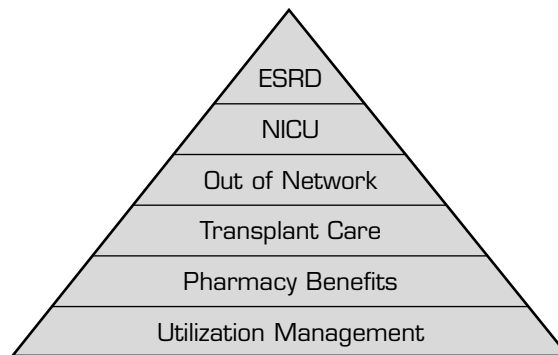 ESRD
NICU
Out of Network
Transplant Care
Pharmacy Benefits
Utilization Management